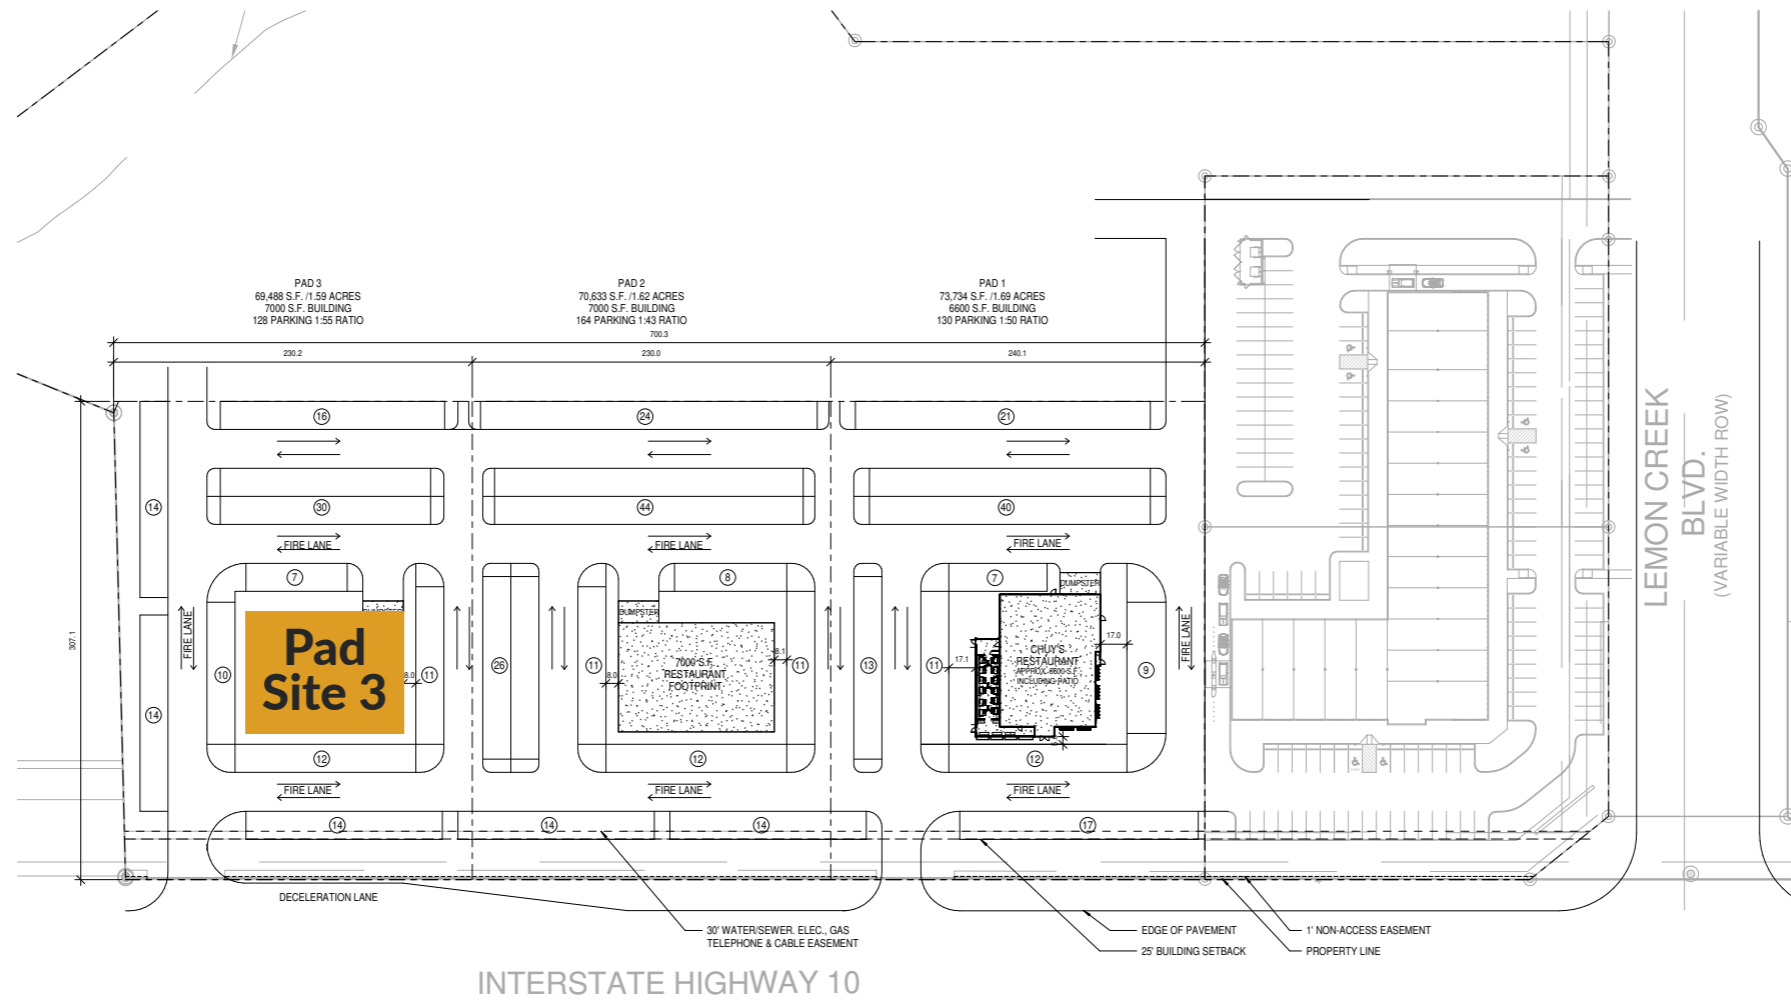 PAD 3
69,488 S.F. /1.59 ACRES
7000 S.F. BUILDING
128 PARKING 1:55 RATIO
PAD 2
70,633 S.F. /1.62 ACRES
7000 S.F. BUILDING
164 PARKING 1:43 RATIO
PAD 1
73,734 S.F. /1.69 ACRES
6600 S.F. BUILDING
130 PARKING 1:50 RATIO
700.3
230.2
230.0
240.1
16
24
21
14
30
44
40
FIRE LANE
FIRE LANE
FIRE LANE
7
8
7
DUMPSTER
DUMPSTER
307.1
FIRE LANE
10
Pad
Site 3
8.0
11
26
11
8.0
7000 S.F.
RESTAURANT
FOOTPRINT
8.1
11
13
11
17.1
CHUY'S
RESTAURANT
APPROX. 6600 S.F.
INCLUDING PATIO
17.0
9
FIRE LANE
14
12
12
12
FIRE LANE
FIRE LANE
FIRE LANE
14
14
14
17
DECELERATION LANE
30' WATER/SEWER. ELEC., GAS
TELEPHONE & CABLE EASEMENT
EDGE OF PAVEMENT
25' BUILDING SETBACK
1' NON-ACCESS EASEMENT
PROPERTY LINE
INTERSTATE HIGHWAY 10
LEMON CREEK
BLVD.
(VARIABLE WIDTH ROW)